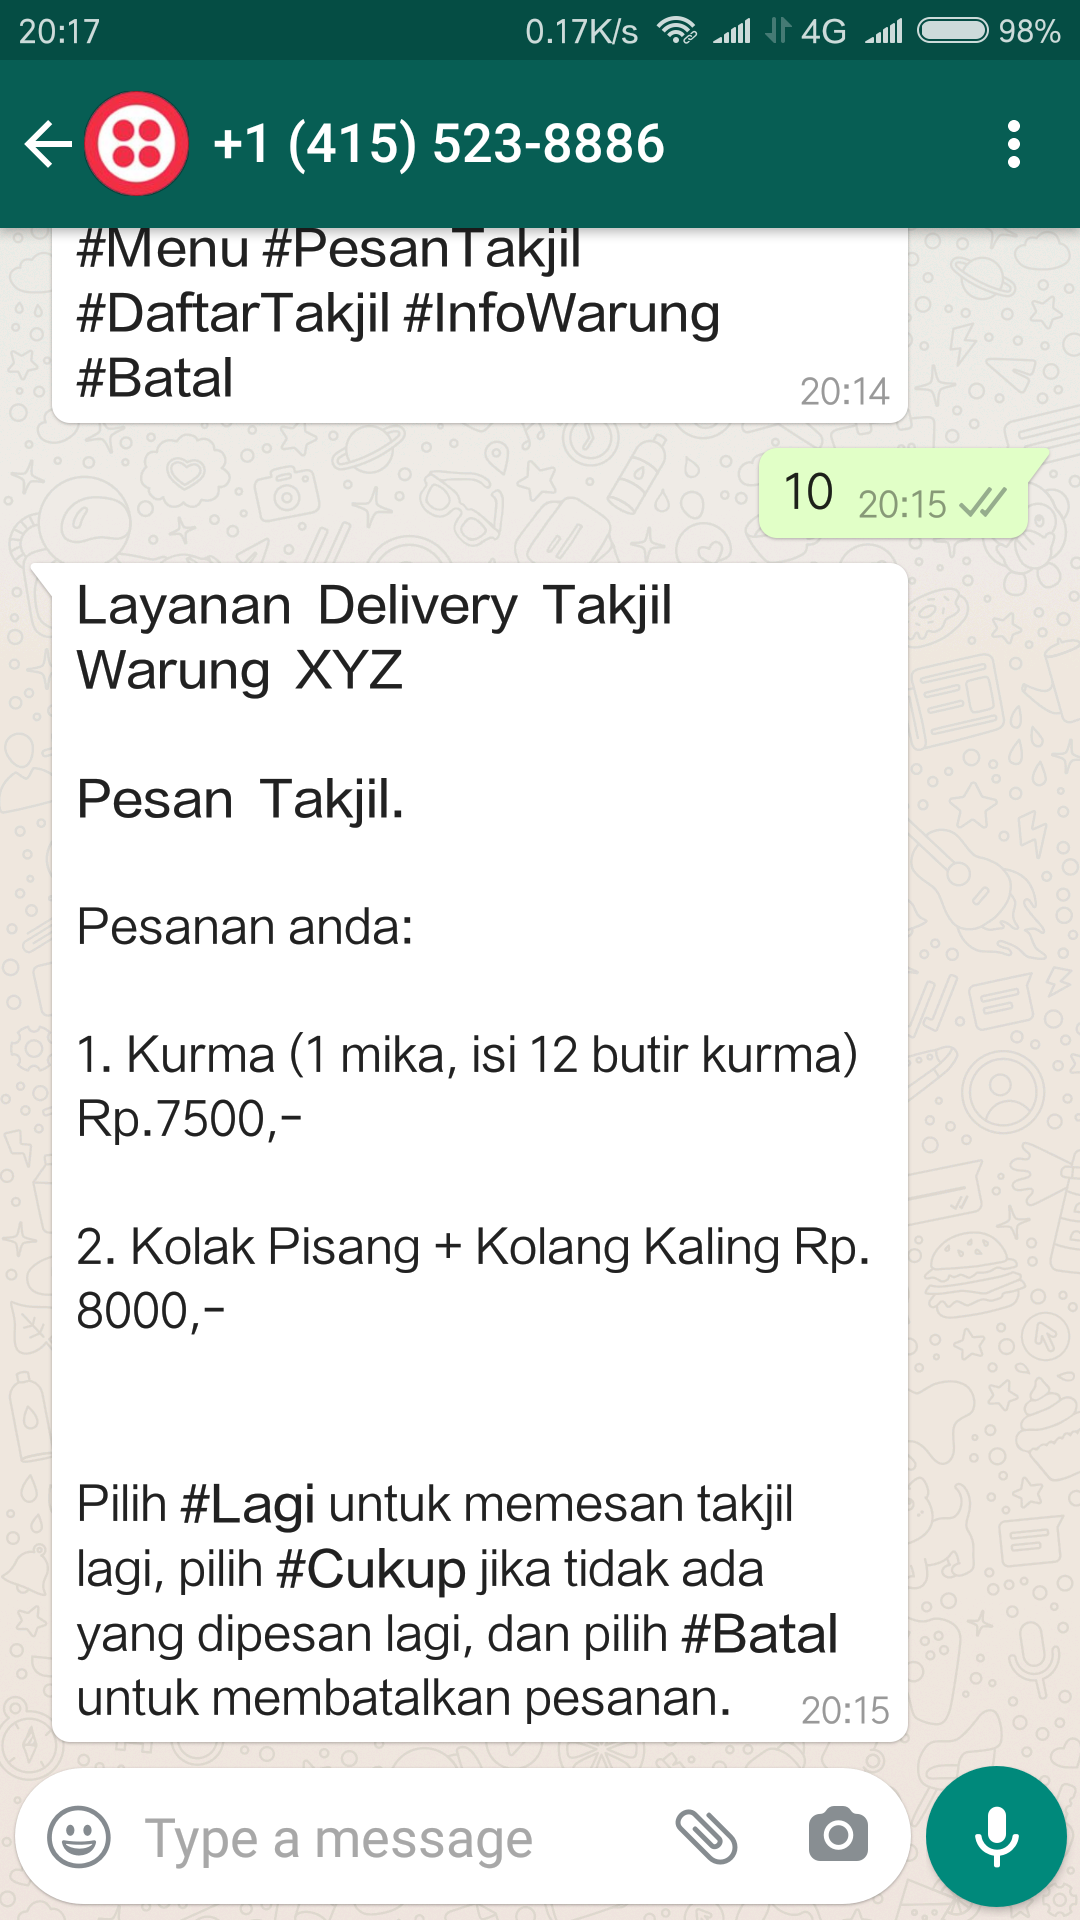 20:17 0.17K/s 4G 98%
+1 (415) 523-8886
#Menu #PesanTakjil
#DaftarTakjil #InfoWarung
#Batal
20:14
10 20:15
Layanan Delivery Takjil
Warung XYZ
Pesan Takjil.
Pesanan anda:
1. Kurma (1 mika, isi 12 butir kurma)
Rp.7500,-
2. Kolak Pisang + Kolang Kaling Rp.
8000,-
Pilih #Lagi untuk memesan takjil
lagi, pilih #Cukup jika tidak ada
yang dipesan lagi, dan pilih #Batal
untuk membatalkan pesanan.
20:15
Type a message